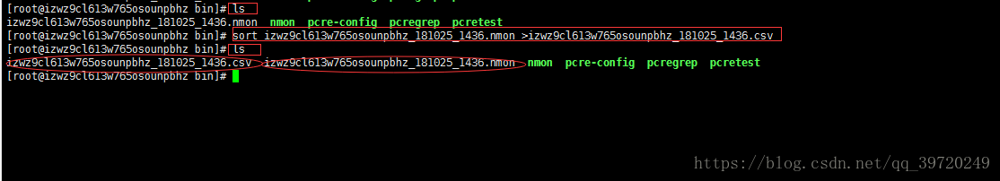 [root@izwz9cl613w765osounpbhz bin]# ls
izwz9cl613w765osounpbhz_181025_1436.nmon nmon pcre-config pcregrep pcretest
[root@izwz9cl613w765osounpbhz bin]# sort izwz9cl613w765osounpbhz_181025_1436.nmon >izwz9cl613w765osounpbhz_181025_1436.csv
[root@izwz9cl613w765osounpbhz bin]# ls
izwz9cl613w765osounpbhz_181025_1436.csv izwz9cl613w765osounpbhz_181025_1436.nmon nmon pcre-config pcregrep pcretest
[root@izwz9cl613w765osounpbhz bin]#
https://blog.csdn.net/qq_39720249